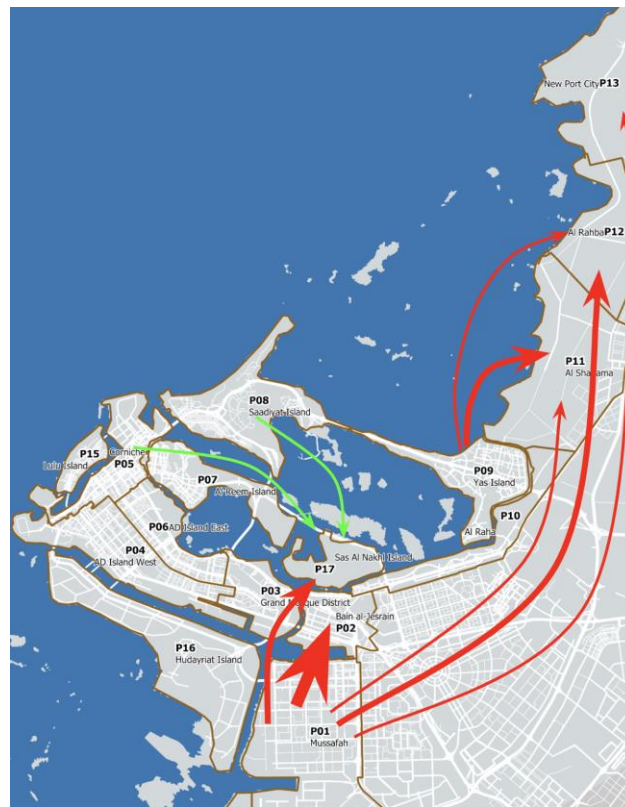 New Port City P13
Al Rahba P12
P11
Al Shahama
P08
Saadiyat Island
P15
Lulu Island
Corniche
P05
P07
Al Reem Island
P09
Yas Island
P10
Al Raha
P06 AD Island East
P04
AD Island West
Sas Al Nakhl Island
P17
P03
Grand Mosque District
Bain al-Jesrain
P02
P16
Hudayriat Island
P01
Mussafah